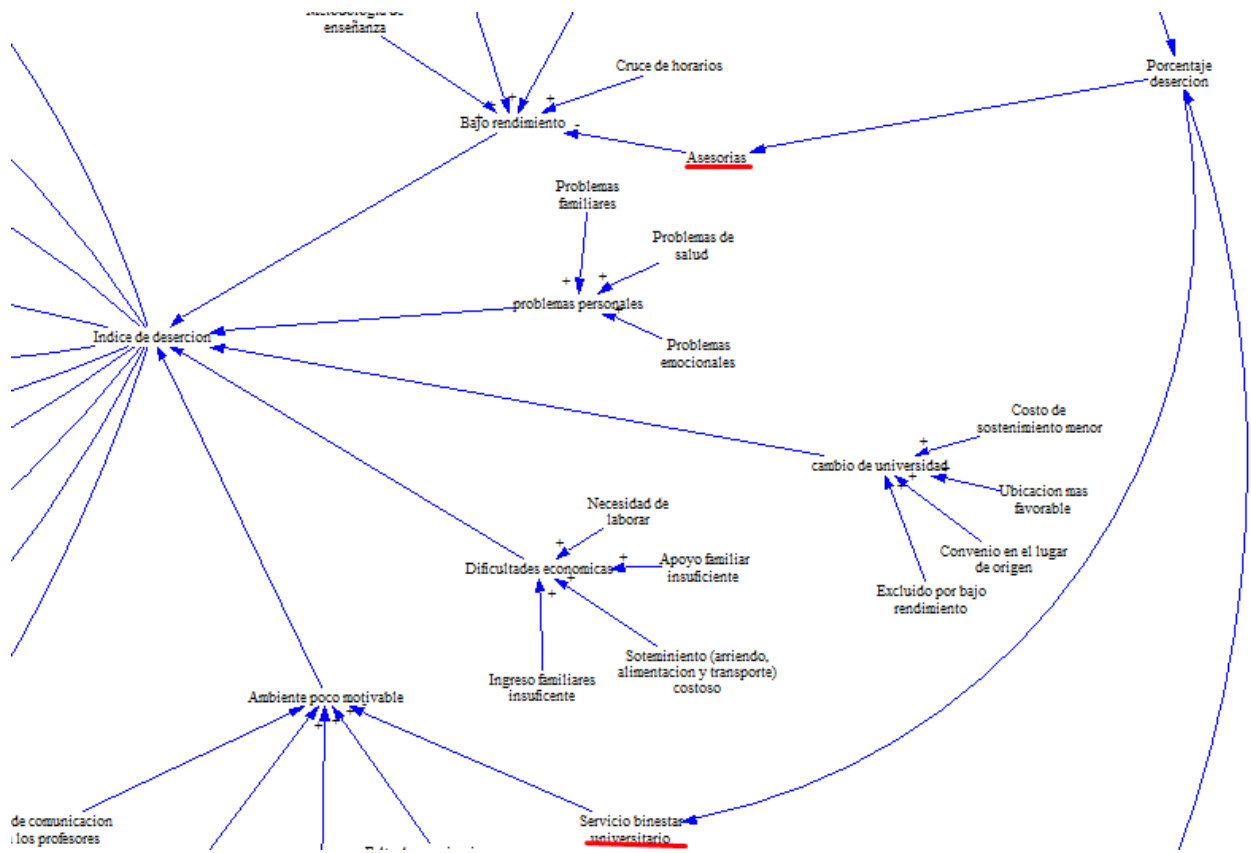 Metodologia de
enseñanza
Cruce de horarios
Porcentaje
desercion
Bajo rendimiento
Asesorias
Problemas
familiares
Problemas de
salud
problemas personales
Indice de desercion
Problemas
emocionales
Costo de
sostenimiento menor
cambio de universidad
Ubicacion mas
favorable
Necesidad de
laborar
Convenio en el lugar
de origen
Dificultades economicas
Apoyo familiar
insuficiente
Excluido por bajo
rendimiento
Soteminiento (arriendo,
alimentacion y transporte)
costoso
Ingreso familiares
insuficente
Ambiente poco motivable
de comunicacion
los profesores
Servicio binestar
universitario